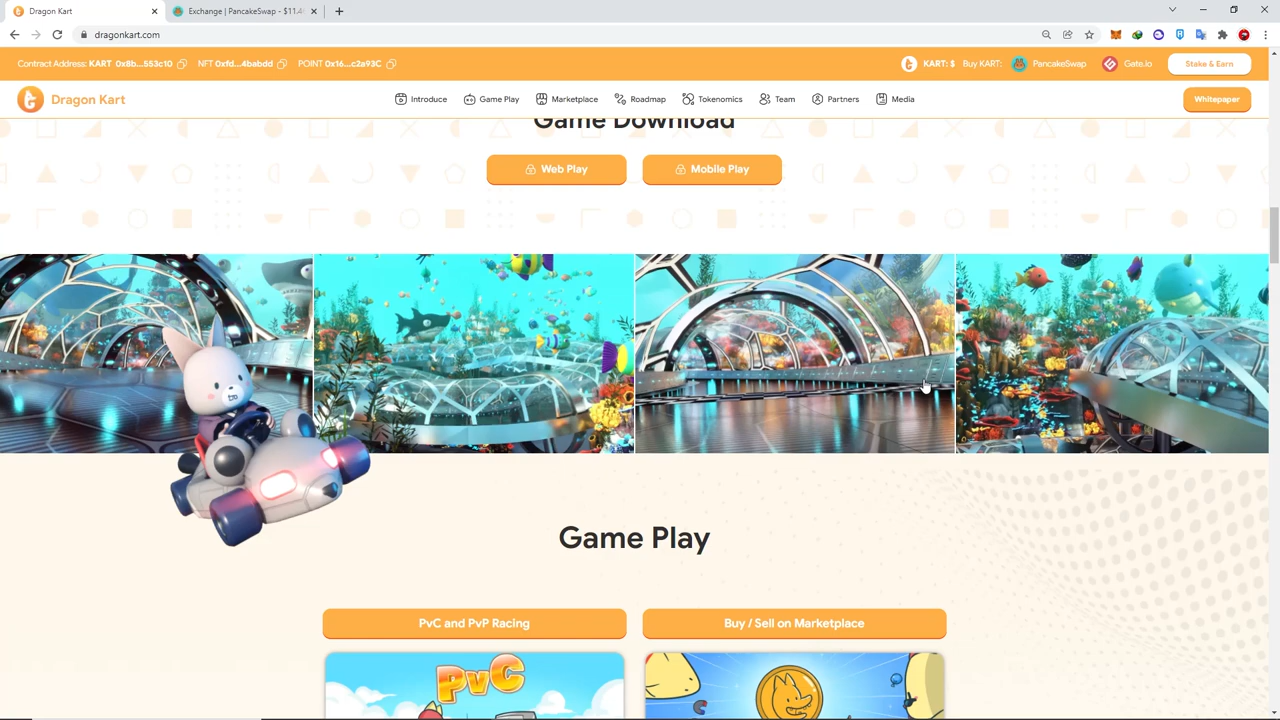 Dragon Kart
Exchange | PancakeSwap - $11.4
dragonkart.com
Contract Address: KART 0x8b...553c10 NFT 0xfd...4babdd POINT 0x16...c2a93C
KART: $ Buy KART: PancakeSwap Gate.io Stake & Earn
Dragon Kart Introduce Game Play Marketplace Roadmap Tokenomics Team Partners Media Whitepaper
Game Download
Web Play Mobile Play
Game Play
PvC and PvP Racing Buy / Sell on Marketplace
PvC